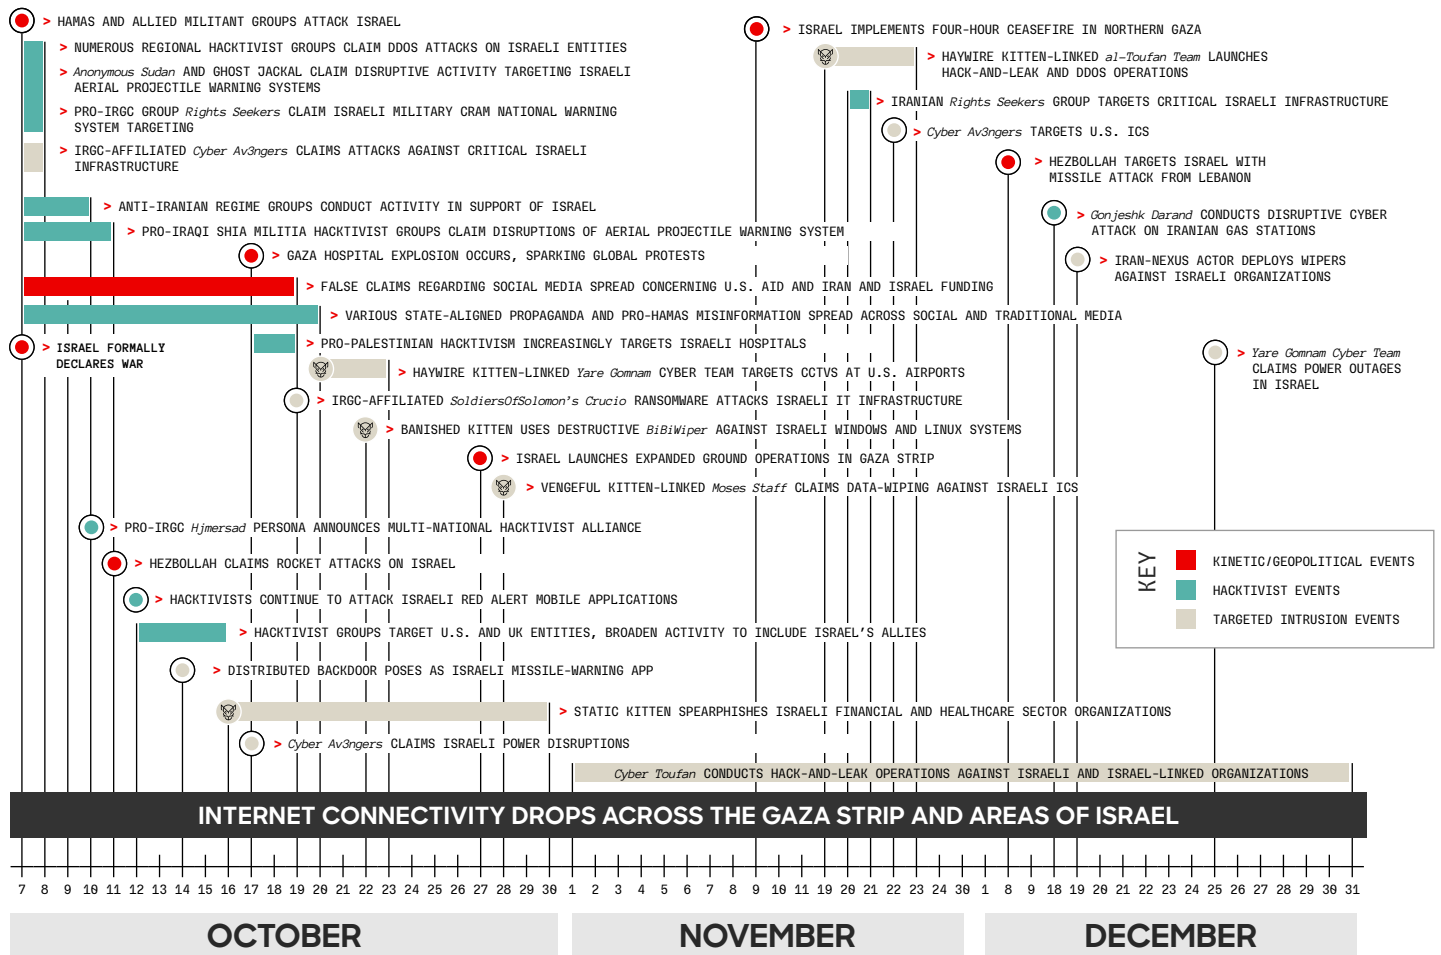 > HAMAS AND ALLIED MILITANT GROUPS ATTACK ISRAEL
> NUMEROUS REGIONAL HACKTIVIST GROUPS CLAIM DDOS ATTACKS ON ISRAELI ENTITIES
> Anonymous Sudan AND GHOST JACKAL CLAIM DISRUPTIVE ACTIVITY TARGETING ISRAELI
AERIAL PROJECTILE WARNING SYSTEMS
> PRO-IRGC GROUP Rights Seekers CLAIM ISRAELI MILITARY CRAM NATIONAL WARNING
SYSTEM TARGETING
> IRGC-AFFILIATED Cyber Av3ngers CLAIMS ATTACKS AGAINST CRITICAL ISRAELI
INFRASTRUCTURE
> ANTI-IRANIAN REGIME GROUPS CONDUCT ACTIVITY IN SUPPORT OF ISRAEL
> PRO-IRAQI SHIA MILITIA HACKTIVIST GROUPS CLAIM DISRUPTIONS OF AERIAL PROJECTILE WARNING SYSTEM
> GAZA HOSPITAL EXPLOSION OCCURS, SPARKING GLOBAL PROTESTS
> FALSE CLAIMS REGARDING SOCIAL MEDIA SPREAD CONCERNING U.S. AID AND IRAN AND ISRAEL FUNDING
> VARIOUS STATE-ALIGNED PROPAGANDA AND PRO-HAMAS MISINFORMATION SPREAD ACROSS SOCIAL AND TRADITIONAL MEDIA
> ISRAEL FORMALLY
DECLARES WAR
> PRO-PALESTINIAN HACKTIVISM INCREASINGLY TARGETS ISRAELI HOSPITALS
> HAYWIRE KITTEN-LINKED Yare Gomnam CYBER TEAM TARGETS CCTVS AT U.S. AIRPORTS
> IRGC-AFFILIATED SoldiersOfSolomon's Crucio RANSOMWARE ATTACKS ISRAELI IT INFRASTRUCTURE
> BANISHED KITTEN USES DESTRUCTIVE BiBiWiper AGAINST ISRAELI WINDOWS AND LINUX SYSTEMS
> ISRAEL LAUNCHES EXPANDED GROUND OPERATIONS IN GAZA STRIP
> VENGEFUL KITTEN-LINKED Moses Staff CLAIMS DATA-WIPING AGAINST ISRAELI ICS
> PRO-IRGC Hjmersad PERSONA ANNOUNCES MULTI-NATIONAL HACKTIVIST ALLIANCE
> HEZBOLLAH CLAIMS ROCKET ATTACKS ON ISRAEL
> HACKTIVISTS CONTINUE TO ATTACK ISRAELI RED ALERT MOBILE APPLICATIONS
> HACKTIVIST GROUPS TARGET U.S. AND UK ENTITIES, BROADEN ACTIVITY TO INCLUDE ISRAEL'S ALLIES
> DISTRIBUTED BACKDOOR POSES AS ISRAELI MISSILE-WARNING APP
> STATIC KITTEN SPEARPHISHES ISRAELI FINANCIAL AND HEALTHCARE SECTOR ORGANIZATIONS
> Cyber Av3ngers CLAIMS ISRAELI POWER DISRUPTIONS
> ISRAEL IMPLEMENTS FOUR-HOUR CEASEFIRE IN NORTHERN GAZA
> HAYWIRE KITTEN-LINKED al-Toufan Team LAUNCHES
HACK-AND-LEAK AND DDOS OPERATIONS
> IRANIAN Rights Seekers GROUP TARGETS CRITICAL ISRAELI INFRASTRUCTURE
> Cyber Av3ngers TARGETS U.S. ICS
> HEZBOLLAH TARGETS ISRAEL WITH
MISSILE ATTACK FROM LEBANON
> Gonjeshk Darand CONDUCTS DISRUPTIVE CYBER
ATTACK ON IRANIAN GAS STATIONS
> IRAN-NEXUS ACTOR DEPLOYS WIPERS
AGAINST ISRAELI ORGANIZATIONS
> Yare Gomnam Cyber Team
CLAIMS POWER OUTAGES
IN ISRAEL
KEY
KINETIC/GEOPOLITICAL EVENTS
HACKTIVIST EVENTS
TARGETED INTRUSION EVENTS
Cyber Toufan CONDUCTS HACK-AND-LEAK OPERATIONS AGAINST ISRAELI AND ISRAEL-LINKED ORGANIZATIONS
INTERNET CONNECTIVITY DROPS ACROSS THE GAZA STRIP AND AREAS OF ISRAEL
7 8 9 10 11 12 13 14 15 16 17 18 19 20 21 22 23 24 25 26 27 28 30 1 2 3 4 5 6 7 8 9 10 11 19 20 21 22 23 24 30 1 8 9 18 19 20 21 22 23 24 25 26 27 28 29 30 31
OCTOBER NOVEMBER DECEMBER